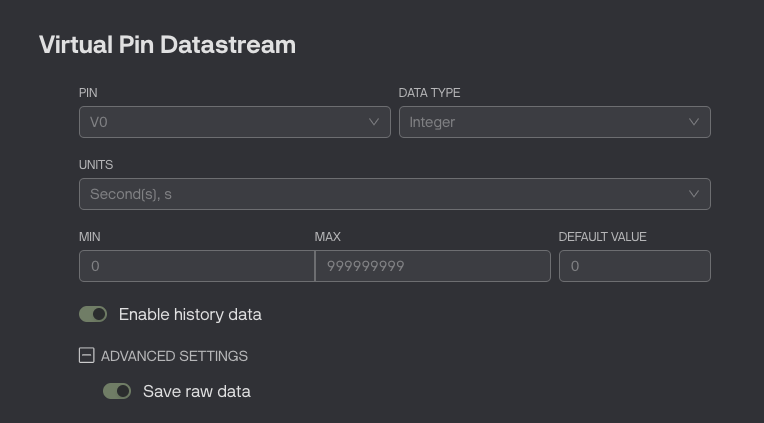 Virtual Pin Datastream
PIN
DATA TYPE
V0
Integer
UNITS
Second(s), s
MIN
MAX
DEFAULT VALUE
0
999999999
0
Enable history data
ADVANCED SETTINGS
Save raw data